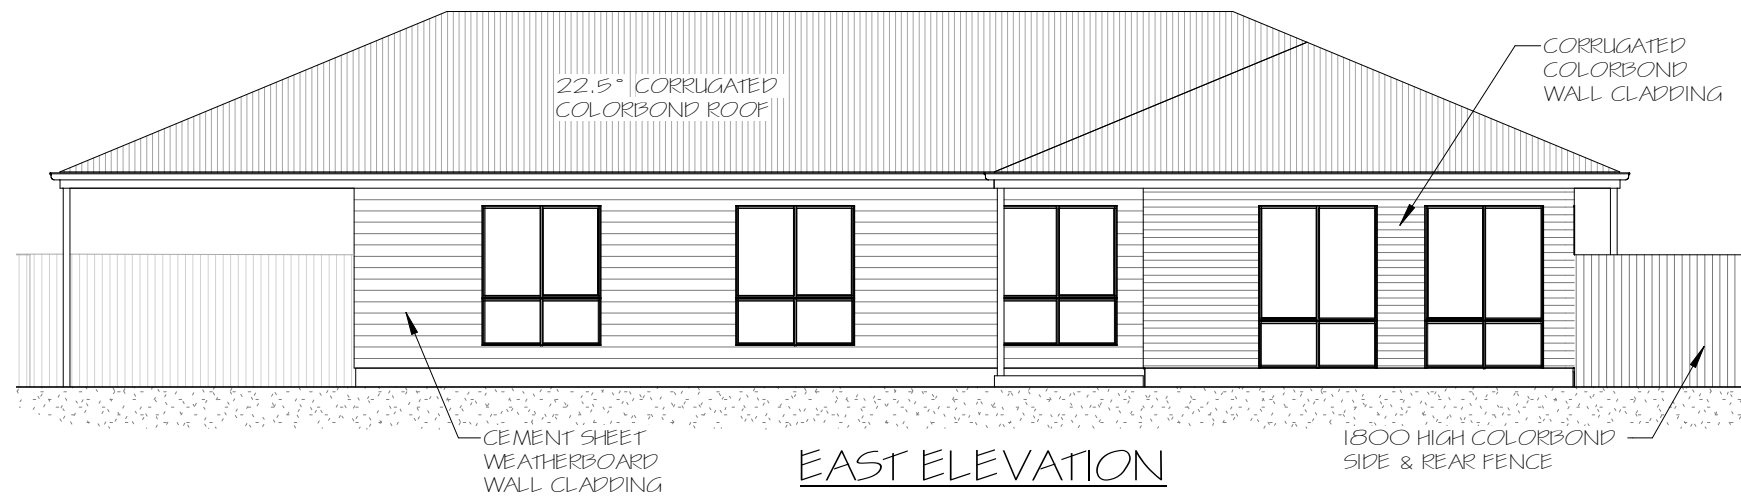 CORRUGATED
COLORBOND
WALL CLADDING
22.5° CORRUGATED
COLORBOND ROOF
CEMENT SHEET
WEATHERBOARD
WALL CLADDING
EAST ELEVATION
1800 HIGH COLORBOND
SIDE & REAR FENCE